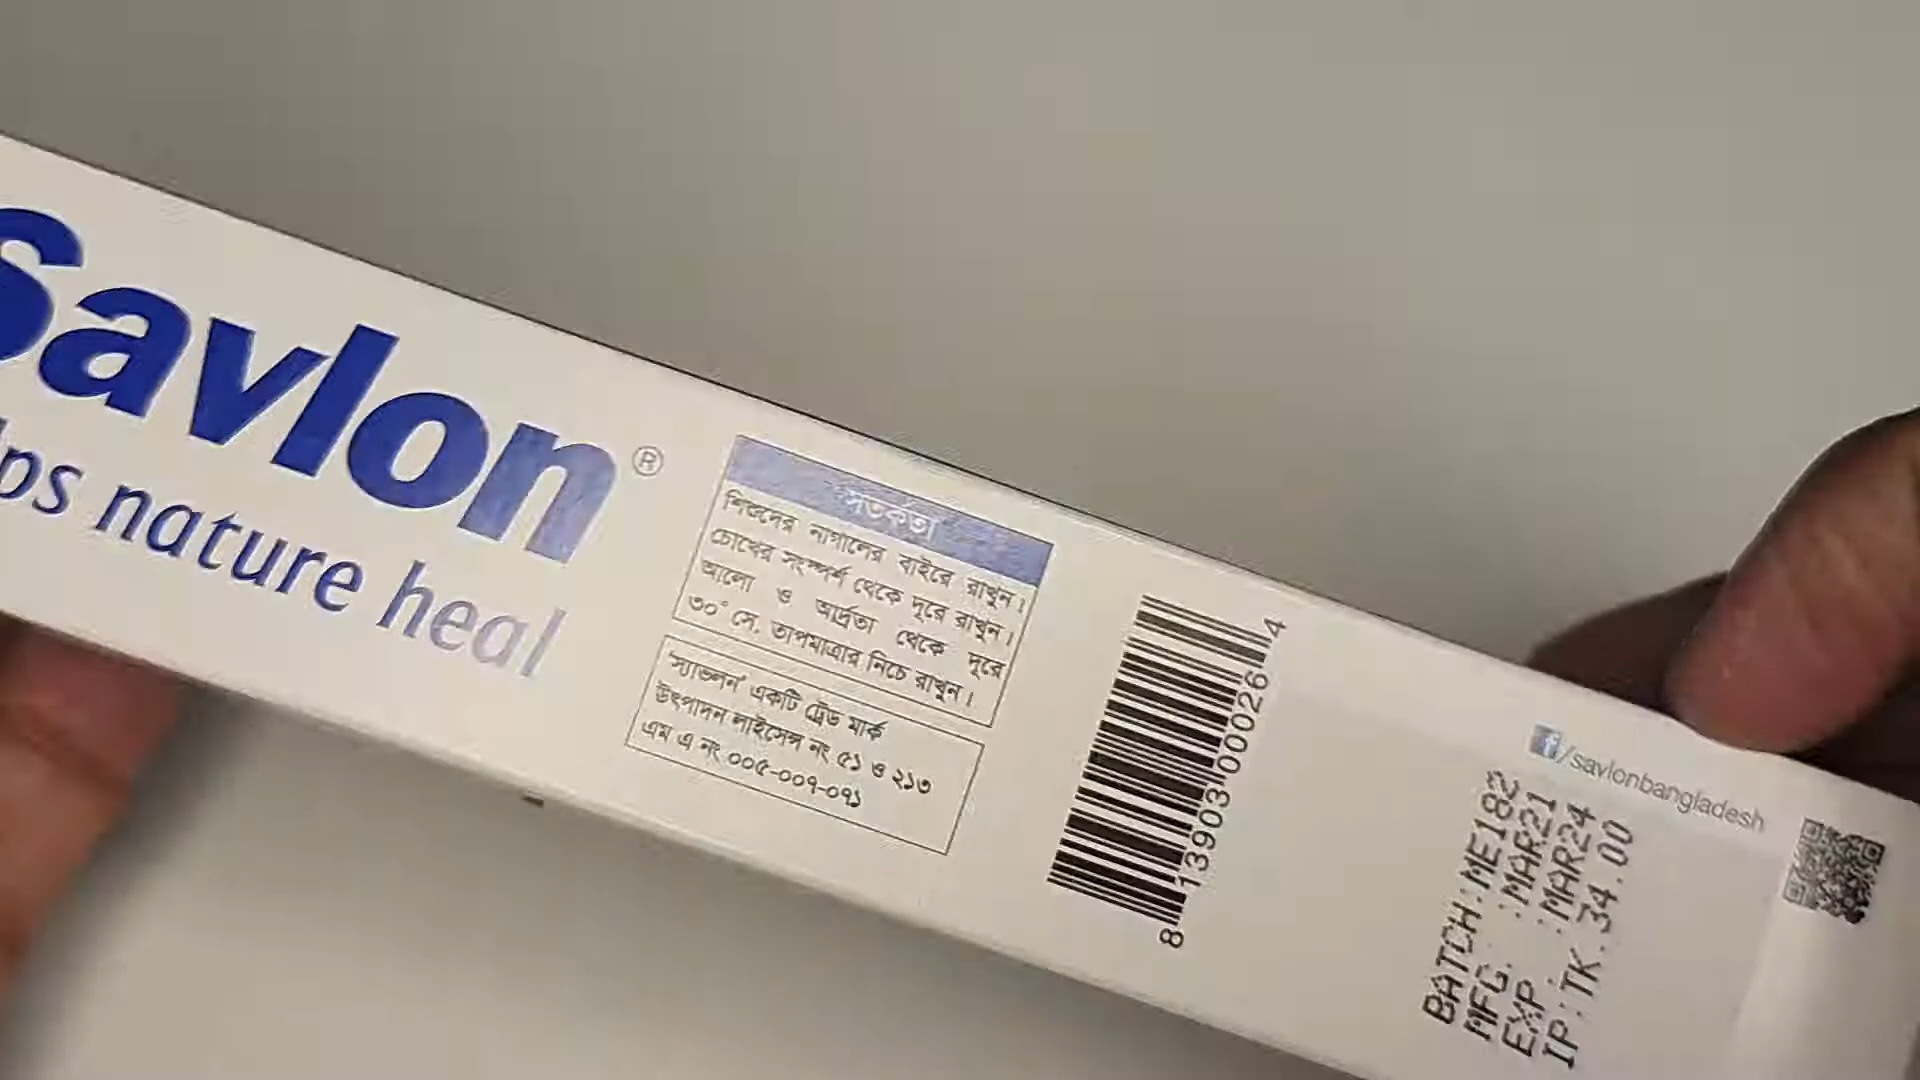 Savlon®
nature heal
সতর্কতা
শিশুদের নাগালের বাইরে রাখুন।
চোখের সংস্পর্শ থেকে দূরে রাখুন।
আলো ও আর্দ্রতা থেকে দূরে
৩০° সে. তাপমাত্রার নিচে রাখুন।
'স্যাভলন' একটি ট্রেড মার্ক
উৎপাদন লাইসেন্স নং ৫১ ও ২১৩
এম এ নং ০০৫-০০৭-০৭১
8 13903 00026 4
f/savlonbangladesh
BATCH:ME182
MFG. :MAR21
EXP. :MAR24
IP:TK.34.00